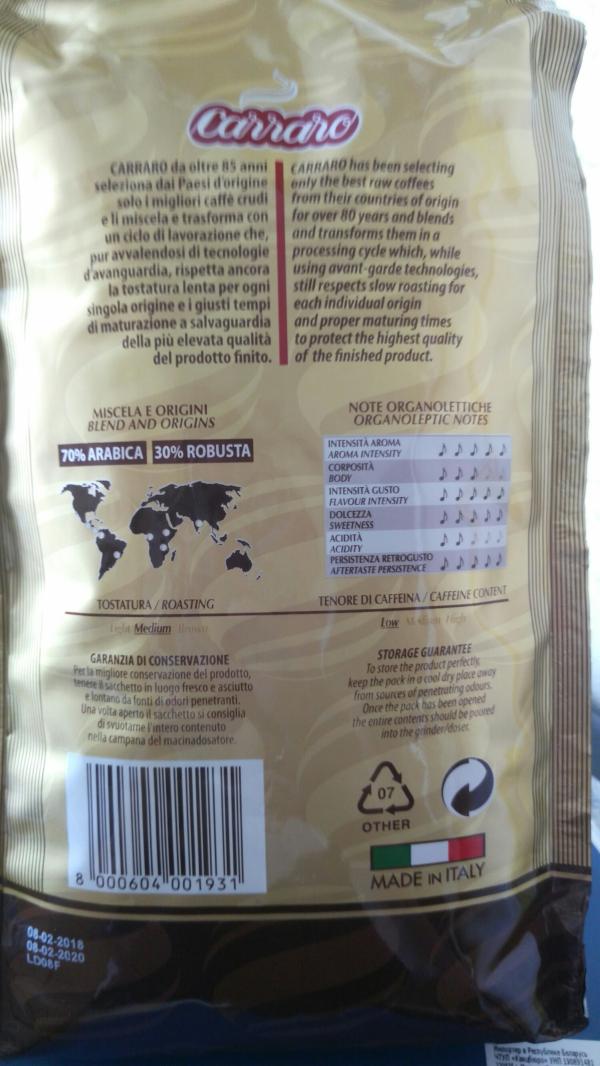 Carraro
CARRARO da oltre 85 anni
seleziona dai Paesi d'origine
solo i migliori caffè crudi
e li miscela e trasforma con
un ciclo di lavorazione che,
pur avvalendosi di tecnologie
d'avanguardia, rispetta ancora
la tostatura lenta per ogni
singola origine e i giusti tempi
di maturazione a salvaguardia
della più elevata qualità
del prodotto finito.
CARRARO has been selecting
only the best raw coffees
from their countries of origin
for over 80 years and blends
and transforms them in a
processing cycle which, while
using avant-garde technologies,
still respects slow roasting for
each individual origin
and proper maturing times
to protect the highest quality
of the finished product.
MISCELA E ORIGINI
BLEND AND ORIGINS
70% ARABICA 30% ROBUSTA
NOTE ORGANOLETTICHE
ORGANOLEPTIC NOTES
INTENSITÀ AROMA
AROMA INTENSITY
CORPOSITÀ
BODY
INTENSITÀ GUSTO
FLAVOUR INTENSITY
DOLCEZZA
SWEETNESS
ACIDITÀ
ACIDITY
PERSISTENZA RETROGUSTO
AFTERTASTE PERSISTENCE
TOSTATURA / ROASTING
Light Medium Brown
TENORE DI CAFFEINA / CAFFEINE CONTENT
Low Medium High
GARANZIA DI CONSERVAZIONE
Per la migliore conservazione del prodotto,
tenere il sacchetto in luogo fresco e asciutto
e lontano da fonti di odori penetranti.
Una volta aperto il sacchetto si consiglia
di svuotarne l'intero contenuto
nella campana del macinadosatore.
STORAGE GUARANTEE
To store the product perfectly,
keep the pack in a cool dry place away
from sources of penetrating odours.
Once the pack has been opened
the entire contents should be poured
into the grinder/doser.
8 000604 001931
07
OTHER
MADE IN ITALY
08-02-2018
08-02-2020
LD08F
Импортер в Республике Беларусь
ЧТУП «Канцбюро» УНП 190891481